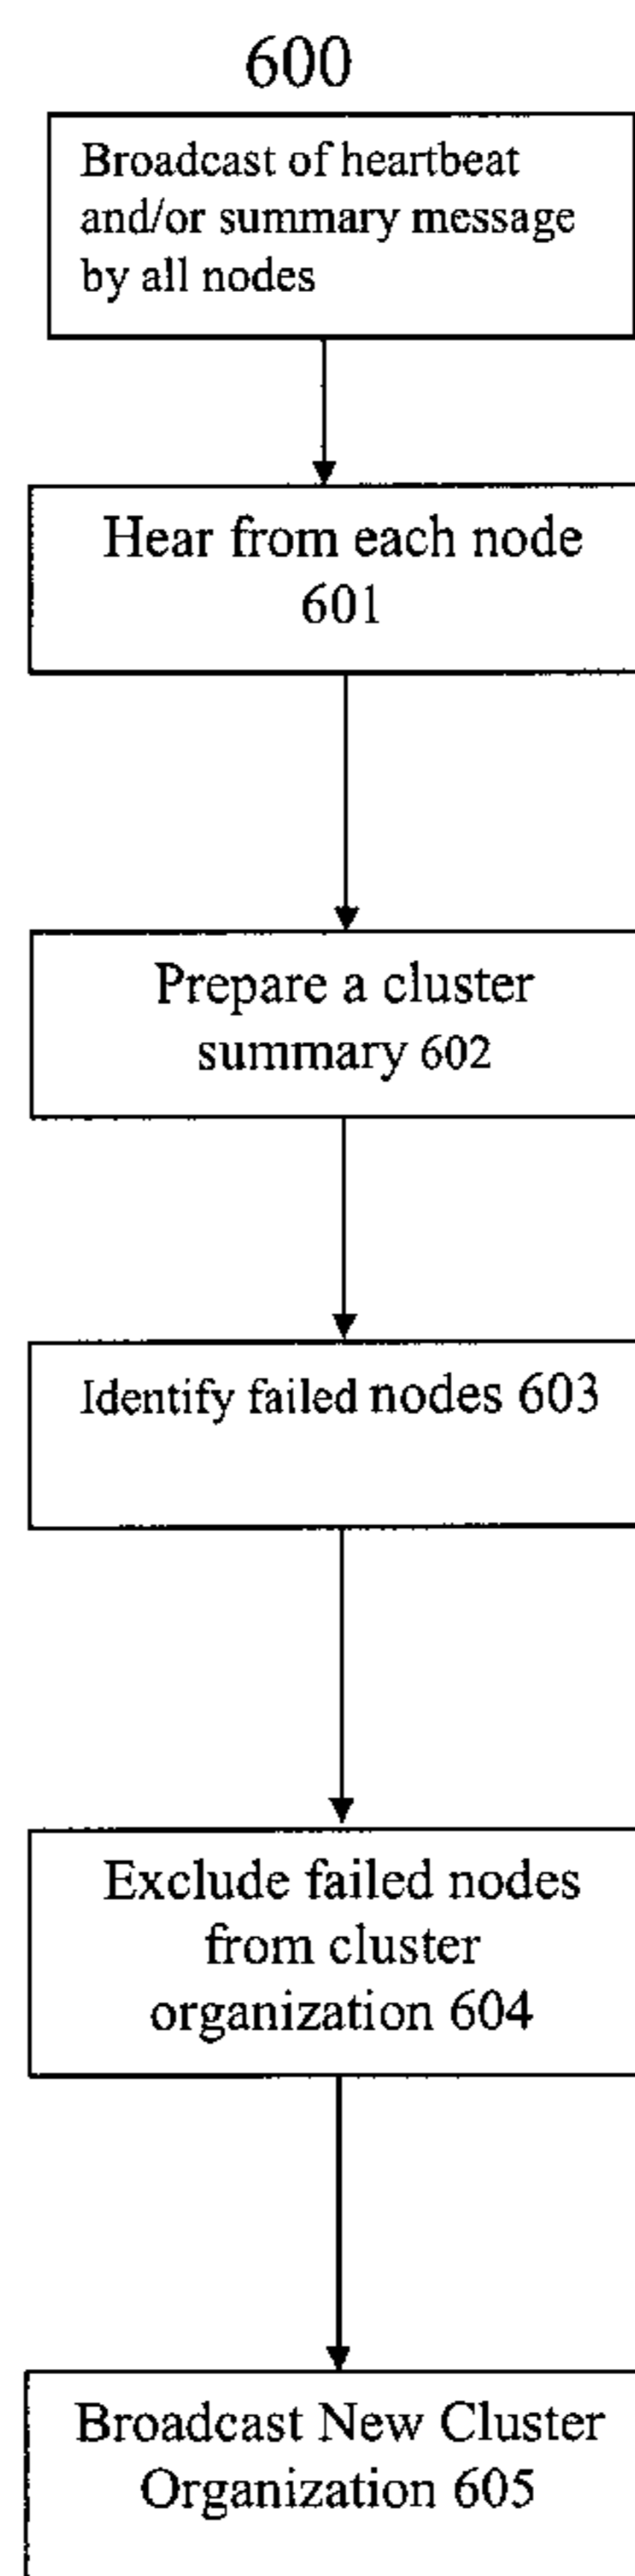 600
Broadcast of heartbeat
and/or summary message
by all nodes
Hear from each node
601
Prepare a cluster
summary 602
Identify failed nodes 603
Exclude failed nodes
from cluster
organization 604
Broadcast New Cluster
Organization 605